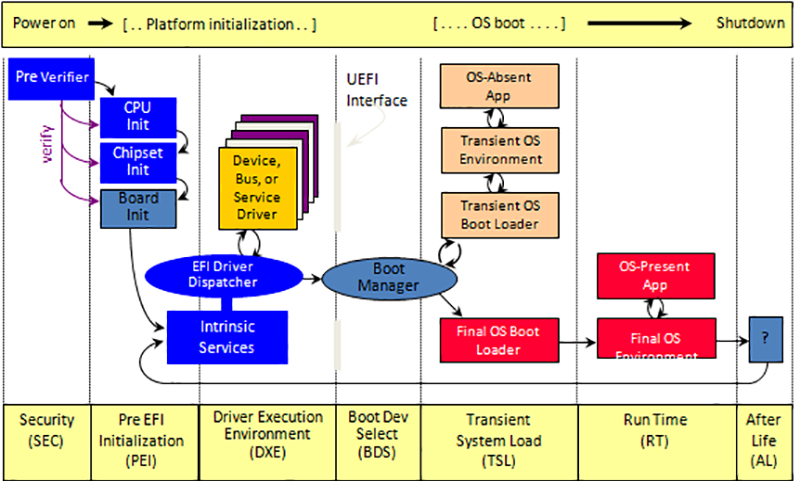 Power on
[ . . Platform initialization . . ]
[ . . . . OS boot . . . . ]
Shutdown
Pre Verifier
verify
CPU
Init
Chipset Init
Board
Init
Device,
Bus, or
Service
Driver
UEFI
Interface
OS-Absent
App
Transient OS
Environment
Transient OS
Boot Loader
EFI Driver
Dispatcher
Boot
Manager
OS-Present
App
Intrinsic
Services
Final OS Boot
Loader
Final OS
Environment
?
Security
(SEC)
Pre EFI
Initialization
(PEI)
Driver Execution
Environment
(DXE)
Boot Dev
Select
(BDS)
Transient
System Load
(TSL)
Run Time
(RT)
After
Life
(AL)